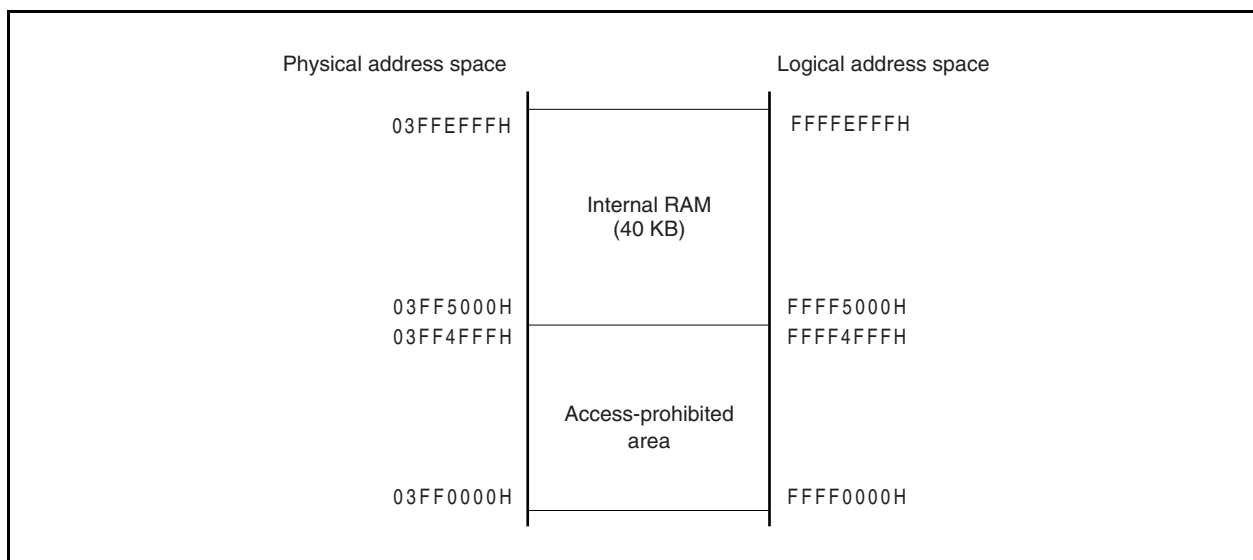 Physical address space
Logical address space
03FFEFFFH
FFFFEFFFH
Internal RAM
(40 KB)
03FF5000H
FFFF5000H
03FF4FFFH
FFFF4FFFH
Access-prohibited
area
03FF0000H
FFFF0000H